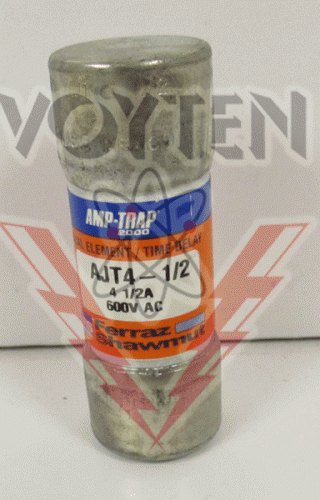 VOYTEN
AMP-TRAP
2000
AL ELEMENT / TIME DELAY
AJT4-1/2
4 1/2A
600V AC
Ferraz
Shawmut